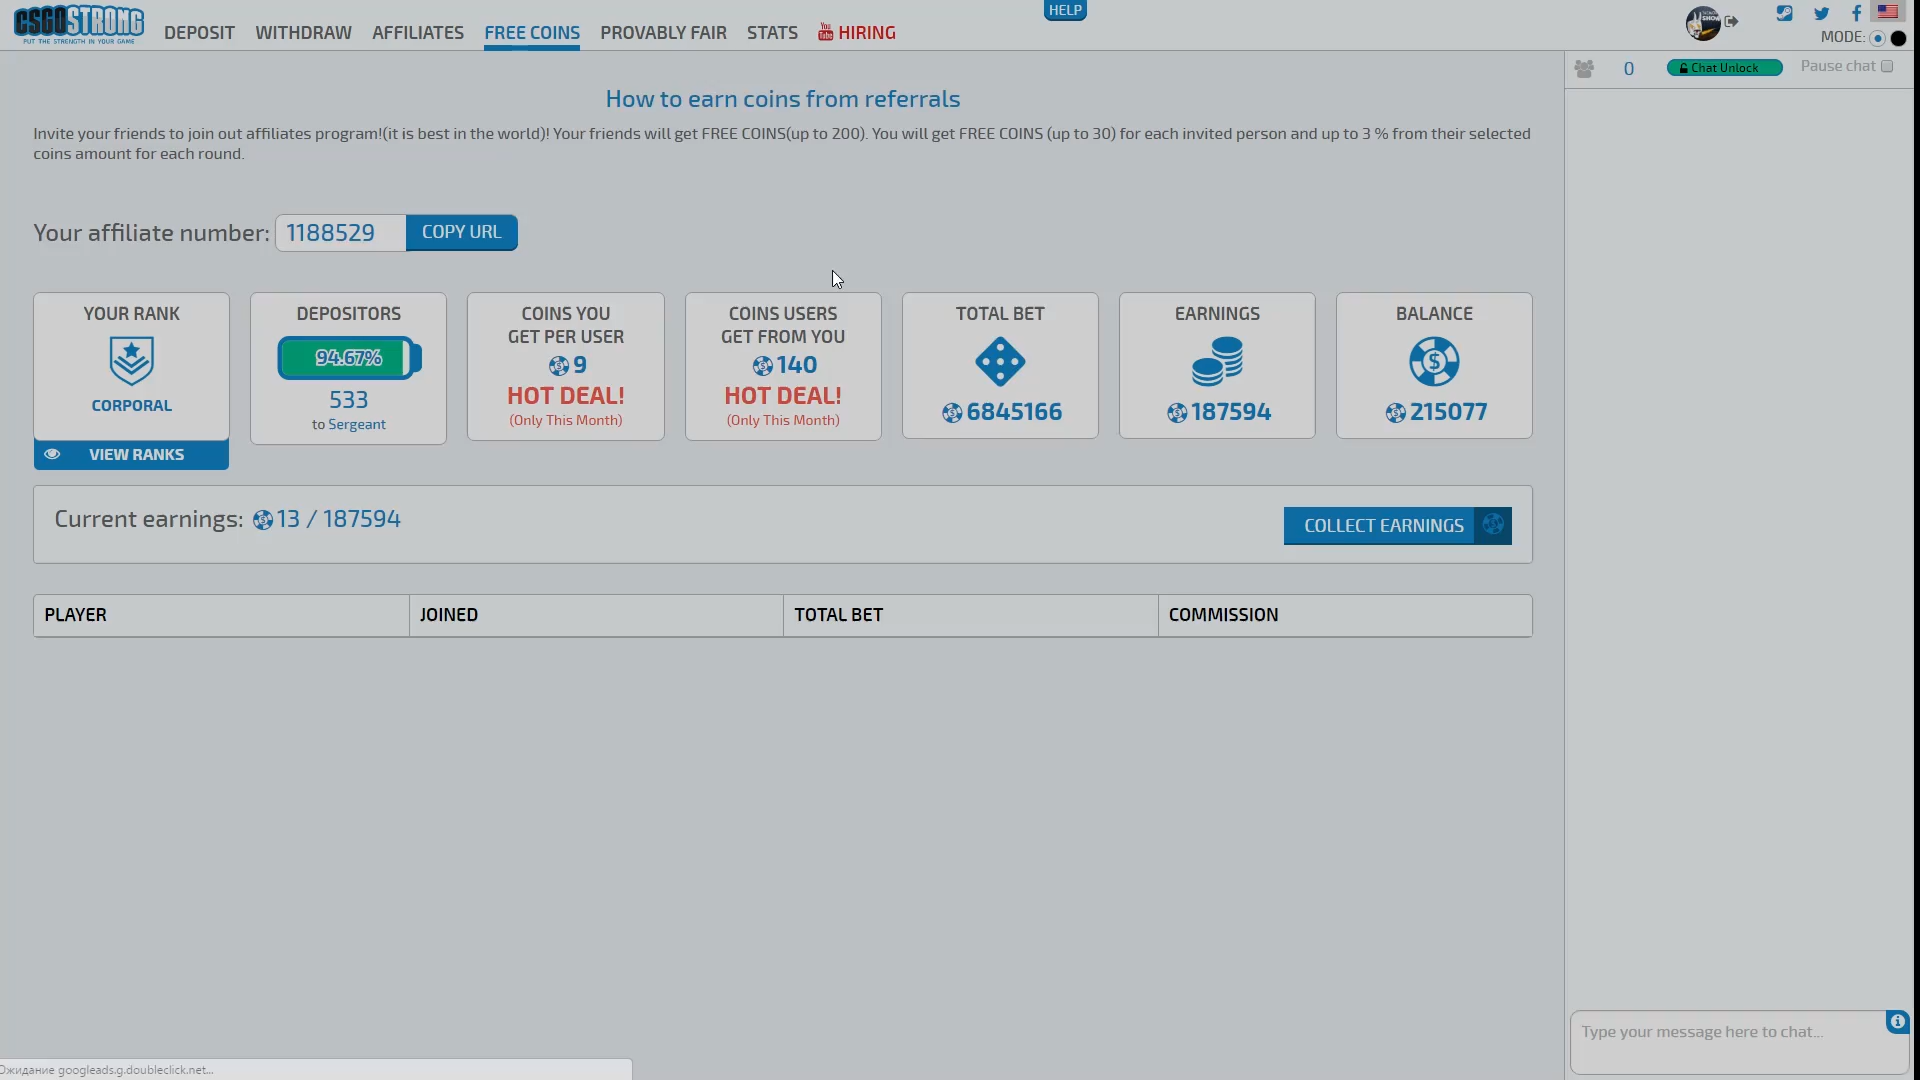 CSGOSTRONG
PUT THE STRENGTH IN YOUR GAME
DEPOSIT WITHDRAW AFFILIATES FREE COINS PROVABLY FAIR STATS You Tube HIRING
HELP
MODE:
0 Chat Unlock Pause chat
How to earn coins from referrals
Invite your friends to join out affiliates program!(it is best in the world)! Your friends will get FREE COINS(up to 200). You will get FREE COINS (up to 30) for each invited person and up to 3 % from their selected
coins amount for each round.
Your affiliate number: 1188529 COPY URL
YOUR RANK
CORPORAL
VIEW RANKS
DEPOSITORS
94.67%
533
to Sergeant
COINS YOU
GET PER USER
9
HOT DEAL!
(Only This Month)
COINS USERS
GET FROM YOU
140
HOT DEAL!
(Only This Month)
TOTAL BET
6845166
EARNINGS
187594
BALANCE
215077
Current earnings: 13 / 187594
COLLECT EARNINGS
PLAYER JOINED TOTAL BET COMMISSION
Type your message here to chat...
Ожидание googleads.g.doubleclick.net...